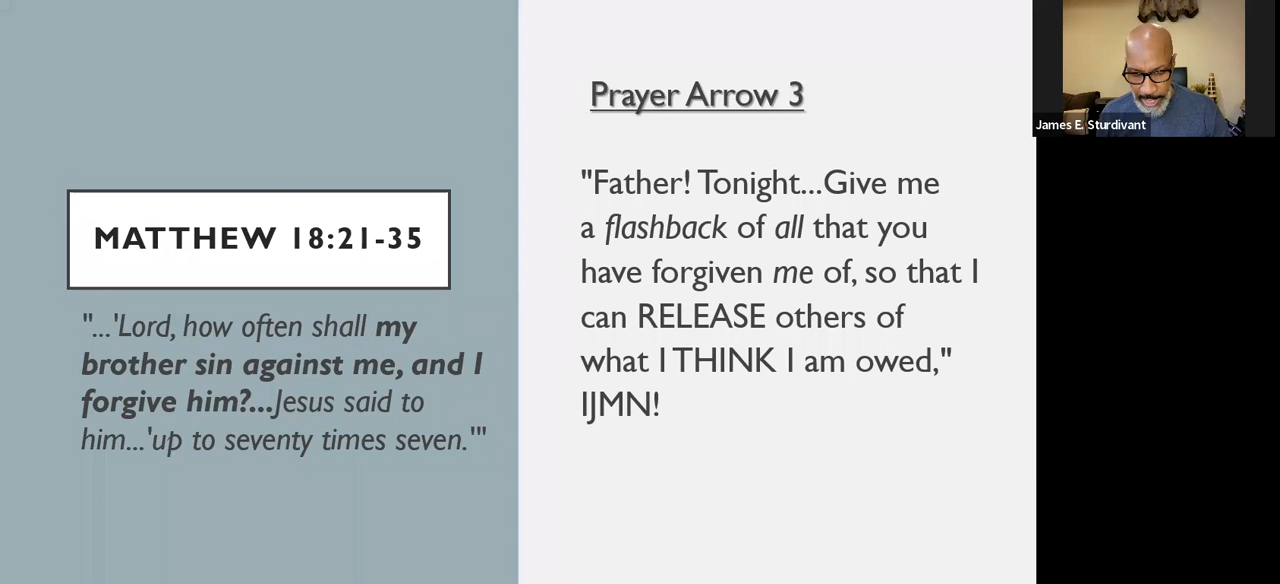 MATTHEW 18:21-35
"...'Lord, how often shall my
brother sin against me, and I
forgive him?...Jesus said to
him...'up to seventy times seven.'"
Prayer Arrow 3
"Father! Tonight...Give me
a flashback of all that you
have forgiven me of, so that I
can RELEASE others of
what I THINK I am owed,"
IJMN!
James E. Sturdivant